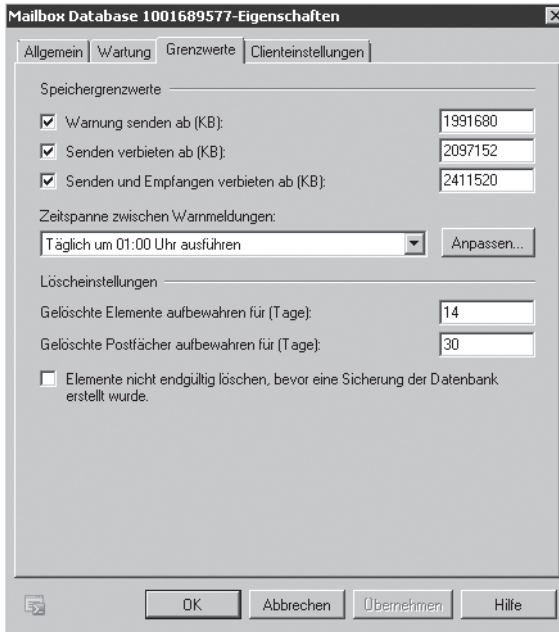 Mailbox Database 1001689577-Eigenschaften
Allgemein Wartung Grenzwerte Clienteinstellungen
Speichergrenzwerte
Warnung senden ab (KB): 1991680
Senden verbieten ab (KB): 2097152
Senden und Empfangen verbieten ab (KB): 2411520
Zeitspanne zwischen Warnmeldungen:
Täglich um 01:00 Uhr ausführen Anpassen...
Löscheinstellungen
Gelöschte Elemente aufbewahren für (Tage): 14
Gelöschte Postfächer aufbewahren für (Tage): 30
Elemente nicht endgültig löschen, bevor eine Sicherung der Datenbank
erstellt wurde.
OK Abbrechen Übernehmen Hilfe